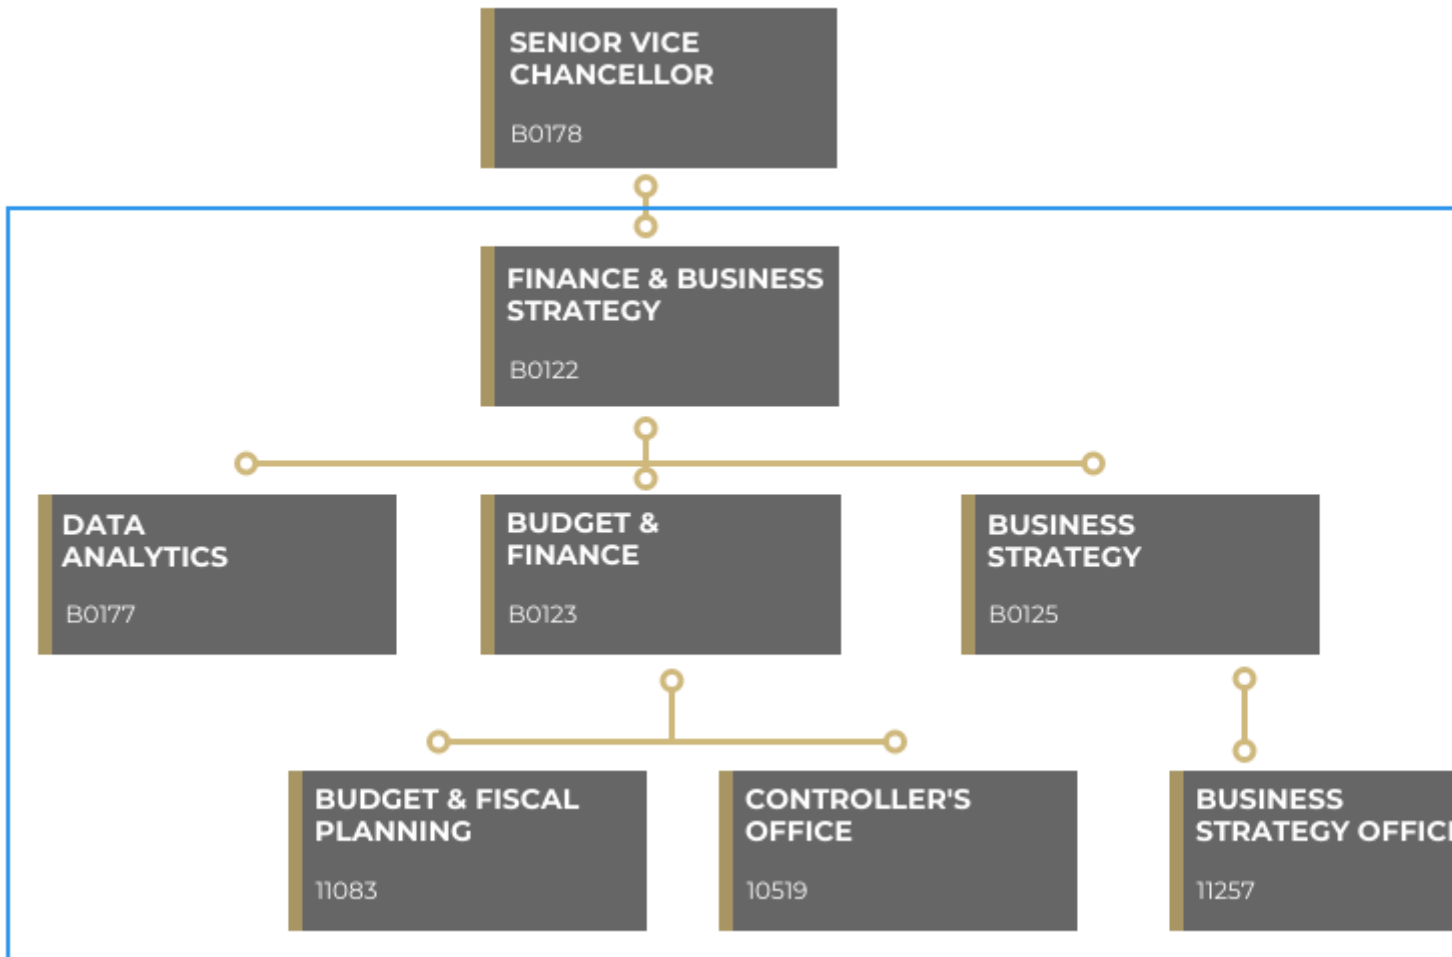 SENIOR VICE
CHANCELLOR
B0178
FINANCE & BUSINESS
STRATEGY
B0122
DATA
ANALYTICS
B0177
BUDGET &
FINANCE
B0123
BUSINESS
STRATEGY
B0125
BUDGET & FISCAL
PLANNING
11083
CONTROLLER'S
OFFICE
10519
BUSINESS
STRATEGY
11257